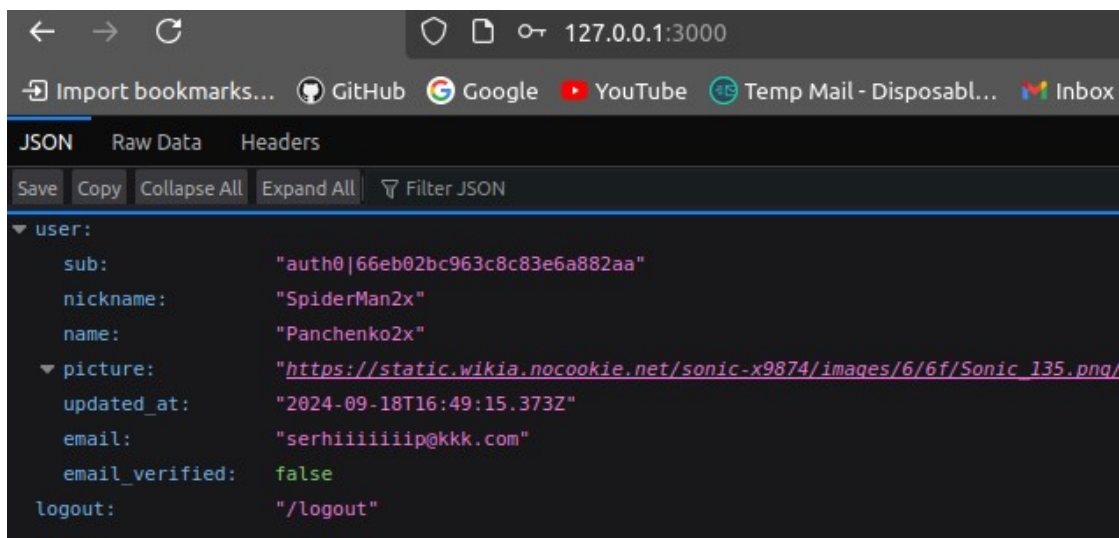 127.0.0.1:3000
Import bookmarks... GitHub Google YouTube Temp Mail - Disposabl... Inbox
JSON Raw Data Headers
Save Copy Collapse All Expand All Filter JSON
user:
sub: "auth0|66eb02bc963c8c83e6a882aa"
nickname: "SpiderMan2x"
name: "Panchenko2x"
picture: "https://static.wikia.nocookie.net/sonic-x9874/images/6/6f/Sonic_135.png/
updated_at: "2024-09-18T16:49:15.373Z"
email: "serhiiiiiiip@kkk.com"
email_verified: false
logout: "/logout"